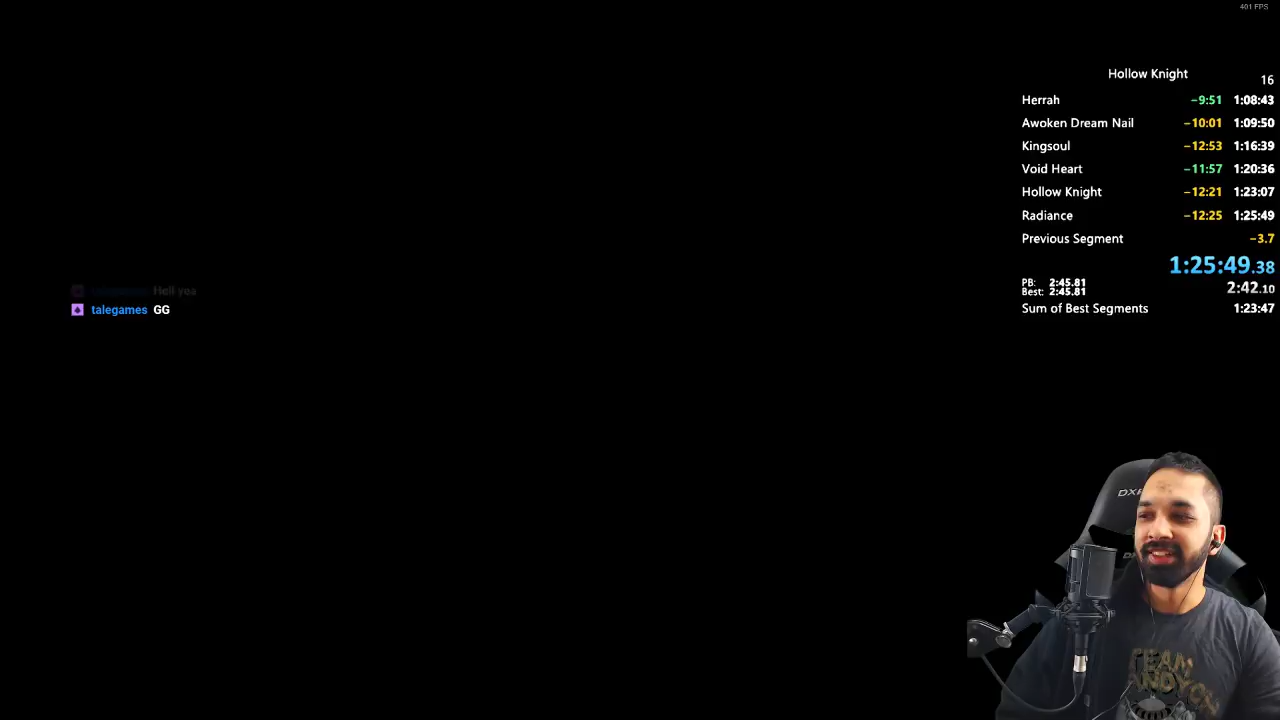 401 FPS
Hollow Knight
16
Herrah -9:51 1:08:43
Awoken Dream Nail -10:01 1:09:50
Kingsoul -12:53 1:16:39
Void Heart -11:57 1:20:36
Hollow Knight -12:21 1:23:07
Radiance -12:25 1:25:49
Previous Segment -3.7
1:25:49.38
PB: 2:45.81
Best: 2:45.81
2:42.10
Sum of Best Segments 1:23:47
Hell yea
talegames GG
TEAM